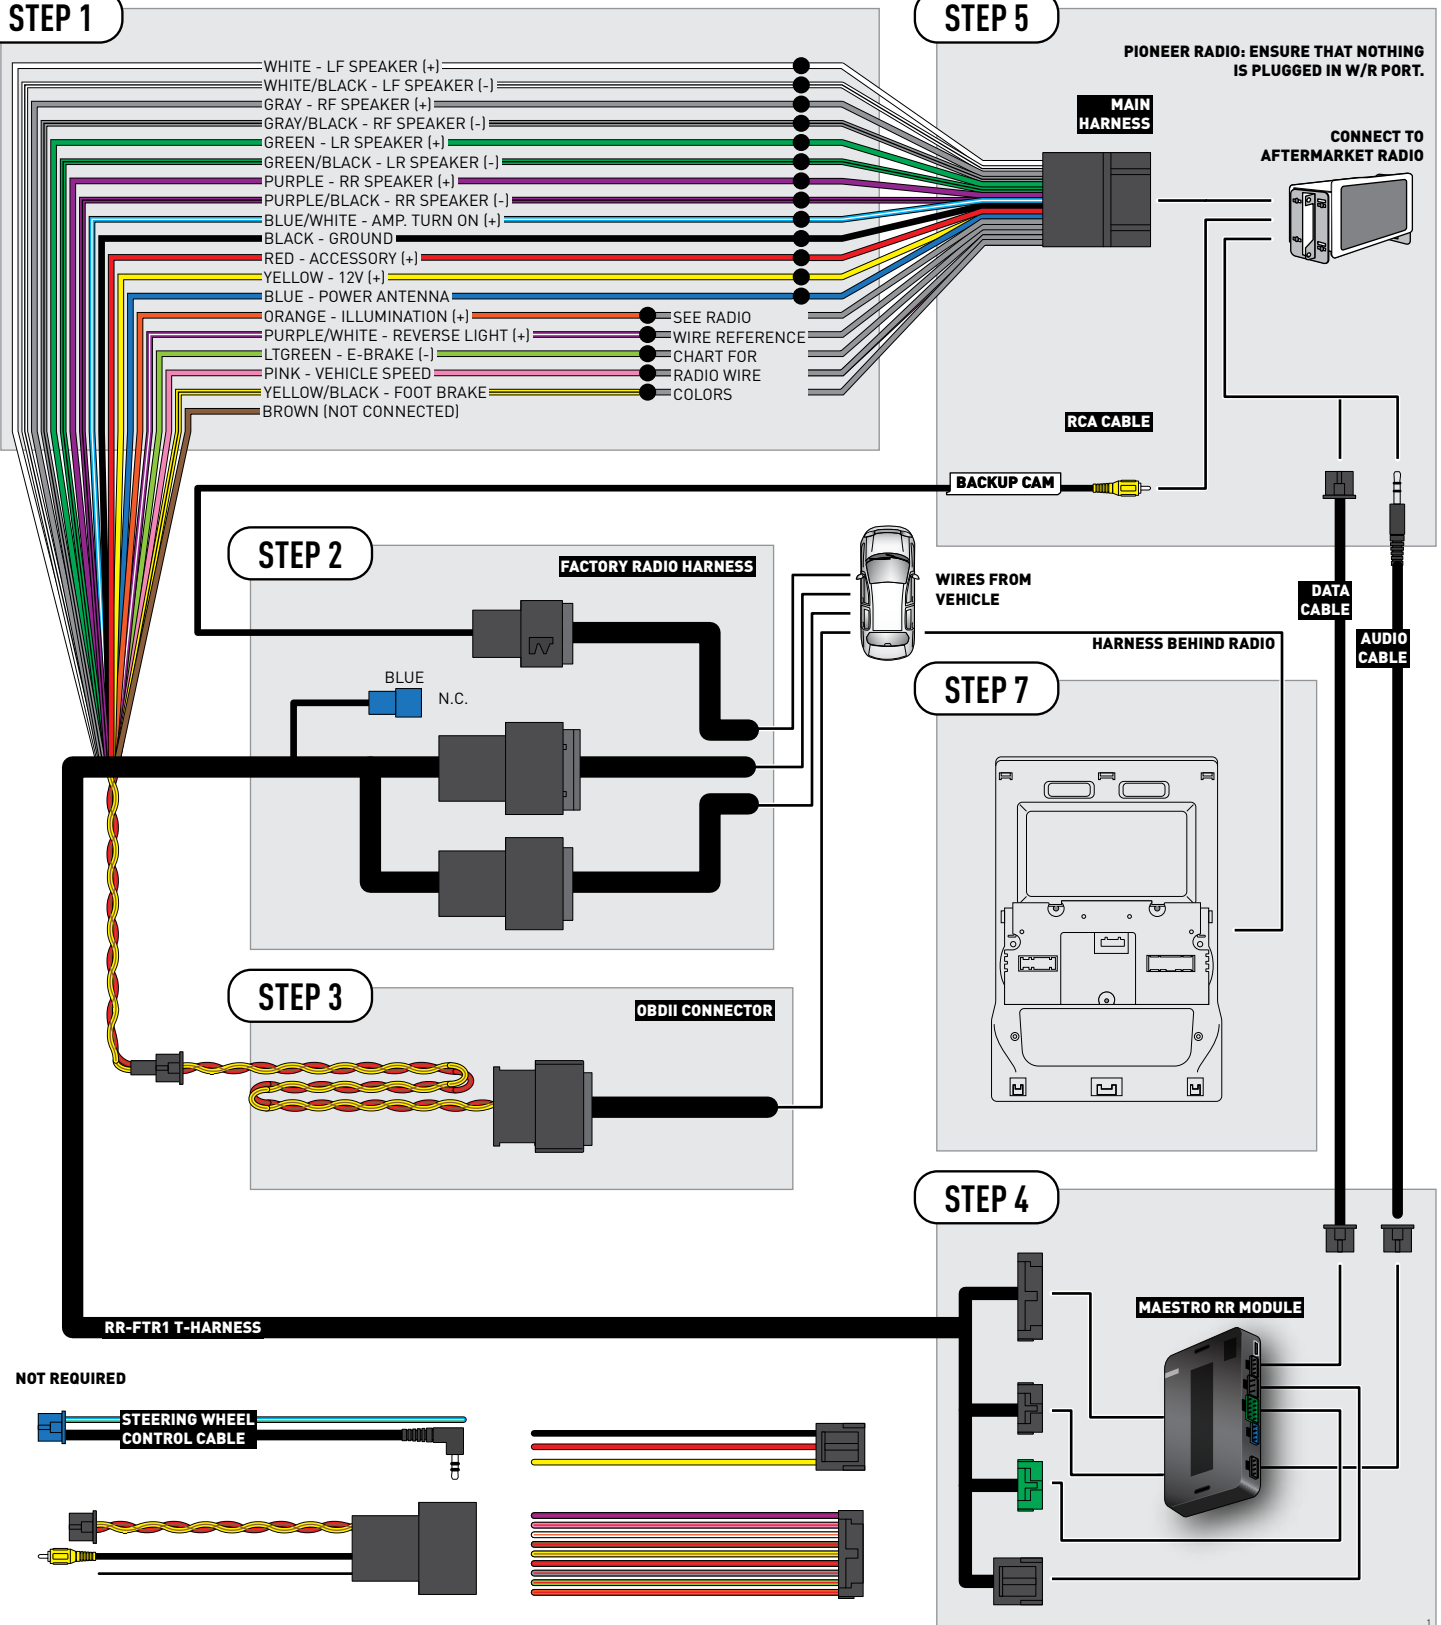 STEP 1
WHITE - LF SPEAKER (+)
WHITE/BLACK - LF SPEAKER (-)
GRAY - RF SPEAKER (+)
GRAY/BLACK - RF SPEAKER (-)
GREEN - LR SPEAKER (+)
GREEN/BLACK - LR SPEAKER (-)
PURPLE - RR SPEAKER (+)
PURPLE/BLACK - RR SPEAKER (-)
BLUE/WHITE - AMP. TURN ON (+)
BLACK - GROUND
RED - ACCESSORY (+)
YELLOW - 12V (+)
BLUE - POWER ANTENNA
ORANGE - ILLUMINATION (+)
PURPLE/WHITE - REVERSE LIGHT (+)
LTGREEN - E-BRAKE (-)
PINK - VEHICLE SPEED
YELLOW/BLACK - FOOT BRAKE
BROWN (NOT CONNECTED)
SEE RADIO
WIRE REFERENCE
CHART FOR
RADIO WIRE
COLORS
STEP 5
PIONEER RADIO: ENSURE THAT NOTHING
IS PLUGGED IN W/R PORT.
MAIN
HARNESS
CONNECT TO
AFTERMARKET RADIO
RCA CABLE
BACKUP CAM
STEP 2
FACTORY RADIO HARNESS
BLUE
N.C.
WIRES FROM
VEHICLE
DATA
CABLE
AUDIO
CABLE
HARNESS BEHIND RADIO
STEP 7
STEP 3
OBDII CONNECTOR
STEP 4
MAESTRO RR MODULE
RR-FTR1 T-HARNESS
NOT REQUIRED
STEERING WHEEL
CONTROL CABLE
1